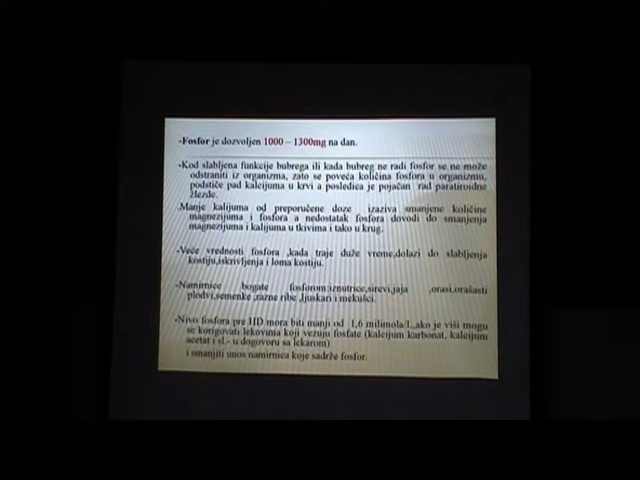 -Fosfor je dozvoljen 1000 – 1300mg na dan.
-Kod slabljena funkcije bubrega ili kada bubreg ne radi fosfor se ne može
odstraniti iz organizma, zato se poveća količina fosfora u organizmu,
podstiče pad kalcijuma u krvi a posledica je pojačan rad paratiroidne
žlezde.
.Manje kalijuma od preporučene doze izaziva smanjene količine
magnezijuma i fosfora a nedostatak fosfora dovodi do smanjenja
magnezijuma i kalijuma u tkivima i tako u krug.
-Veće vrednosti fosfora ,kada traje duže vreme,dolazi do slabljenja
kostiju,iskrivljenja i loma kostiju.
-Namirnice bogate fosforom:iznutrice,sirevi,jaja ,orasi,orašasti
plodvi,semenke ,razne ribe ,ljuskari i mekušci.
-Nivo fosfora pre HD mora biti manji od 1,6 milimola/L,ako je viši mogu
se korigovati lekovima koji vezuju fosfate (kalcijum karbonat, kalcijum
acetat i sl.- u dogovoru sa lekarom)
i smanjiti unos namirnica koje sadrže fosfor.